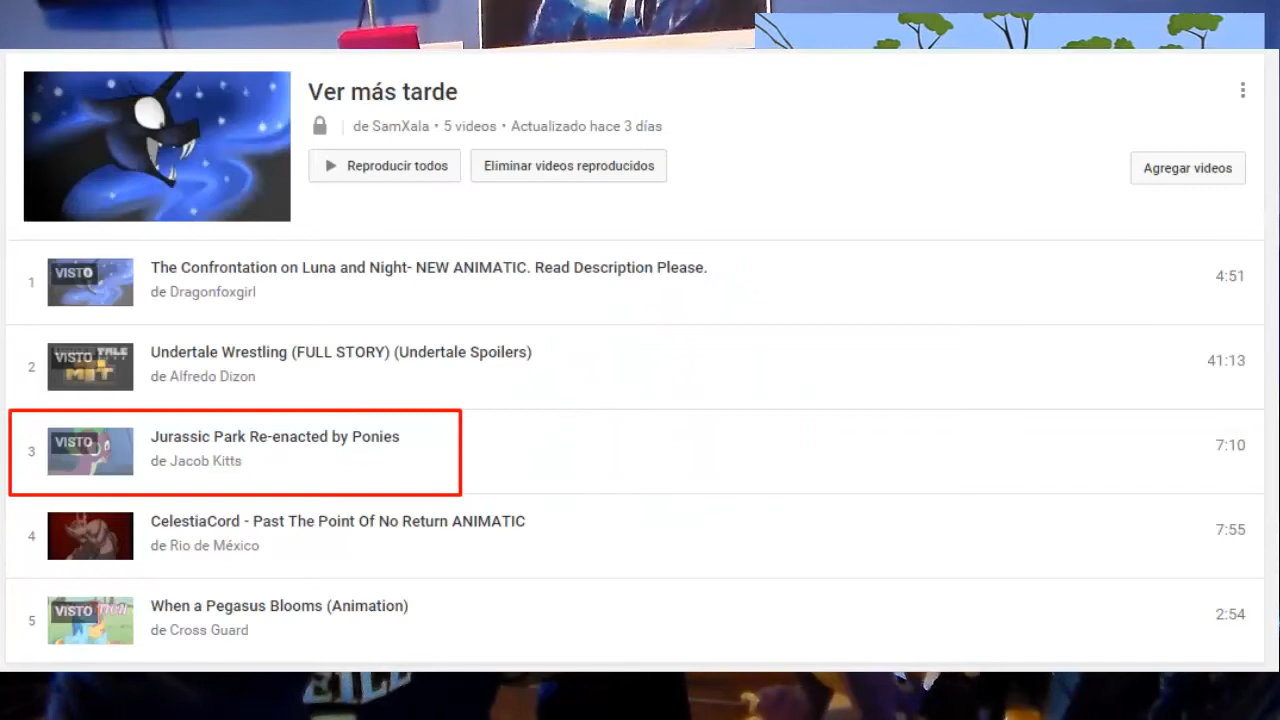 Ver más tarde
de SamXala • 5 videos • Actualizado hace 3 días
Reproducir todos
Eliminar videos reproducidos
Agregar videos
1
VISTO
The Confrontation on Luna and Night- NEW ANIMATIC. Read Description Please.
de Dragonfoxgirl
4:51
2
VISTO
Undertale Wrestling (FULL STORY) (Undertale Spoilers)
de Alfredo Dizon
41:13
3
VISTO
Jurassic Park Re-enacted by Ponies
de Jacob Kitts
7:10
4
CelestiaCord - Past The Point Of No Return ANIMATIC
de Rio de México
7:55
5
VISTO
When a Pegasus Blooms (Animation)
de Cross Guard
2:54